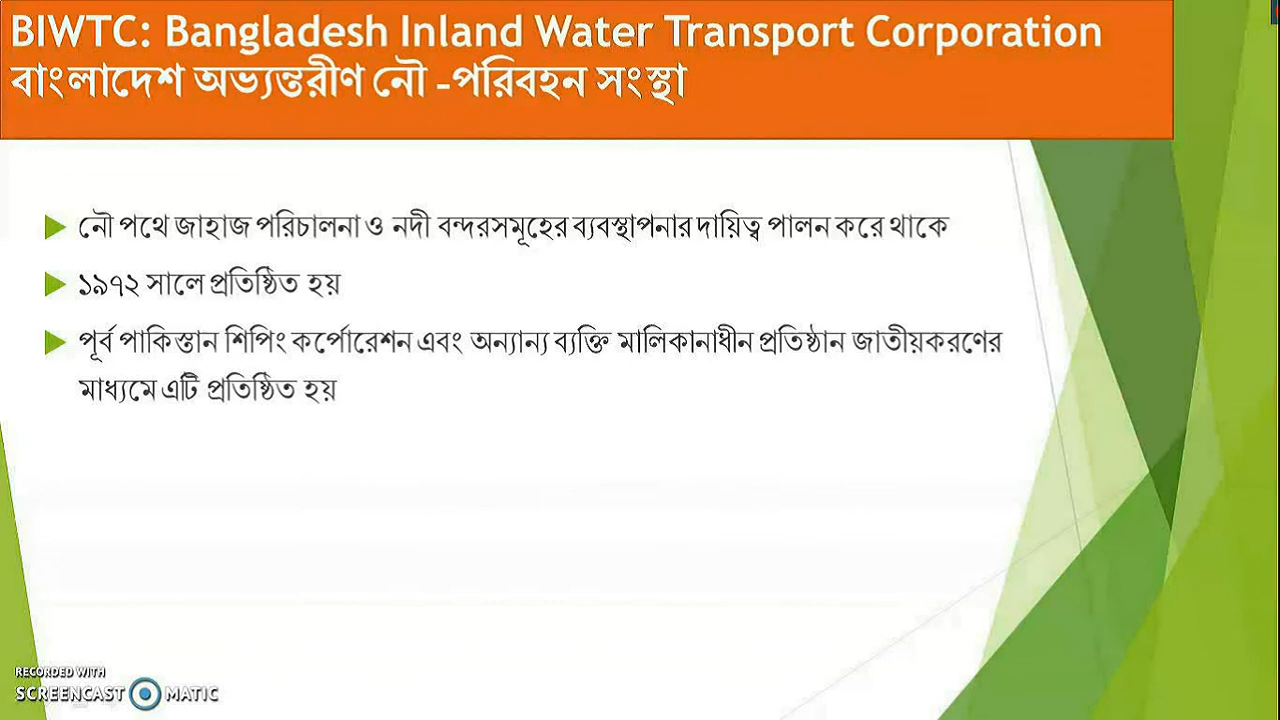 BIWTC: Bangladesh Inland Water Transport Corporation
বাংলাদেশ অভ্যন্তরীণ নৌ -পরিবহন সংস্থা
নৌ পথে জাহাজ পরিচালনা ও নদী বন্দরসমূহের ব্যবস্থাপনার দায়িত্ব পালন করে থাকে
১৯৭২ সালে প্রতিষ্ঠিত হয়
পূর্ব পাকিস্তান শিপিং কর্পোরেশন এবং অন্যান্য ব্যক্তি মালিকানাধীন প্রতিষ্ঠান জাতীয়করণের
মাধ্যমে এটি প্রতিষ্ঠিত হয়
RECORDED WITH
SCREENCAST MATIC